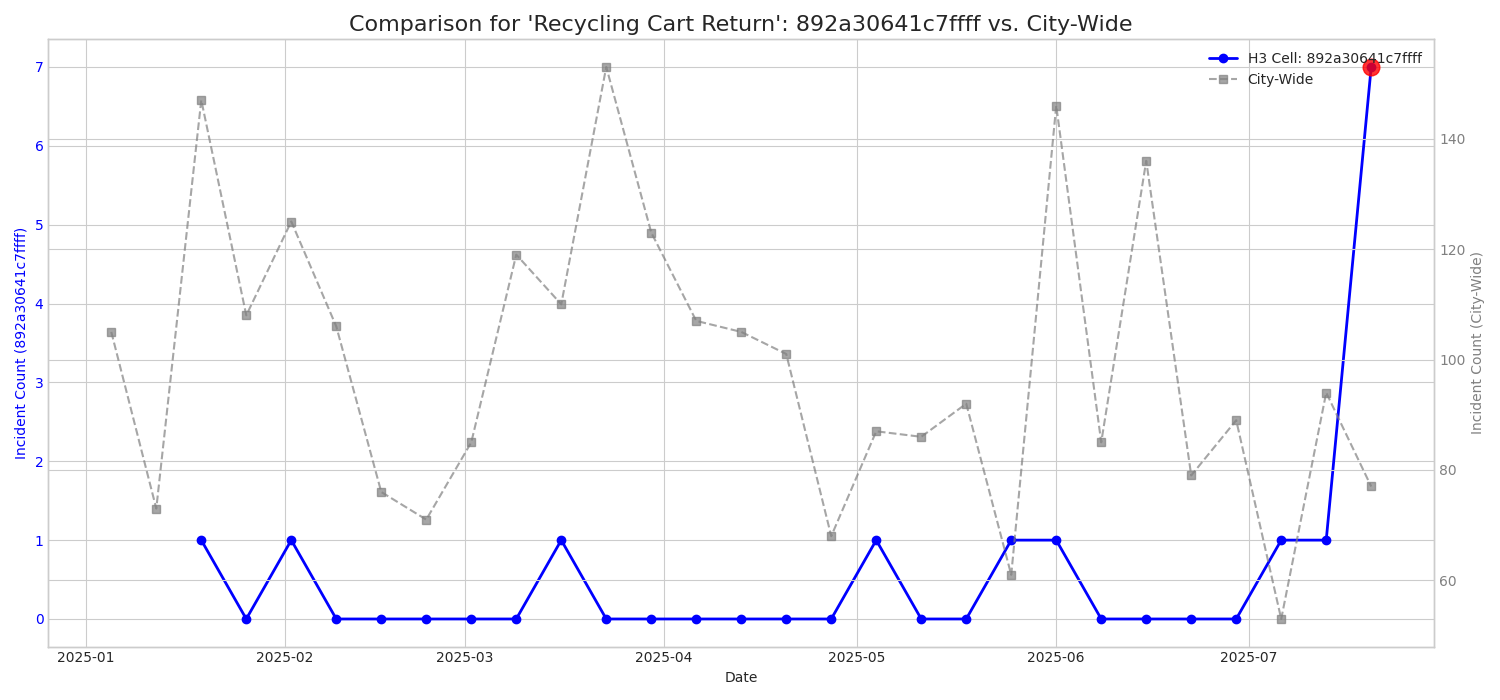 Comparison for 'Recycling Cart Return': 892a30641c7ffff vs. City-Wide
H3 Cell: 892a30641c7ffff
City-Wide
Incident Count (892a30641c7ffff)
7
6
5
4
3
2
1
0
140
120
100
80
60
Incident Count (City-Wide)
2025-01 2025-02 2025-03 2025-04 2025-05 2025-06 2025-07
Date